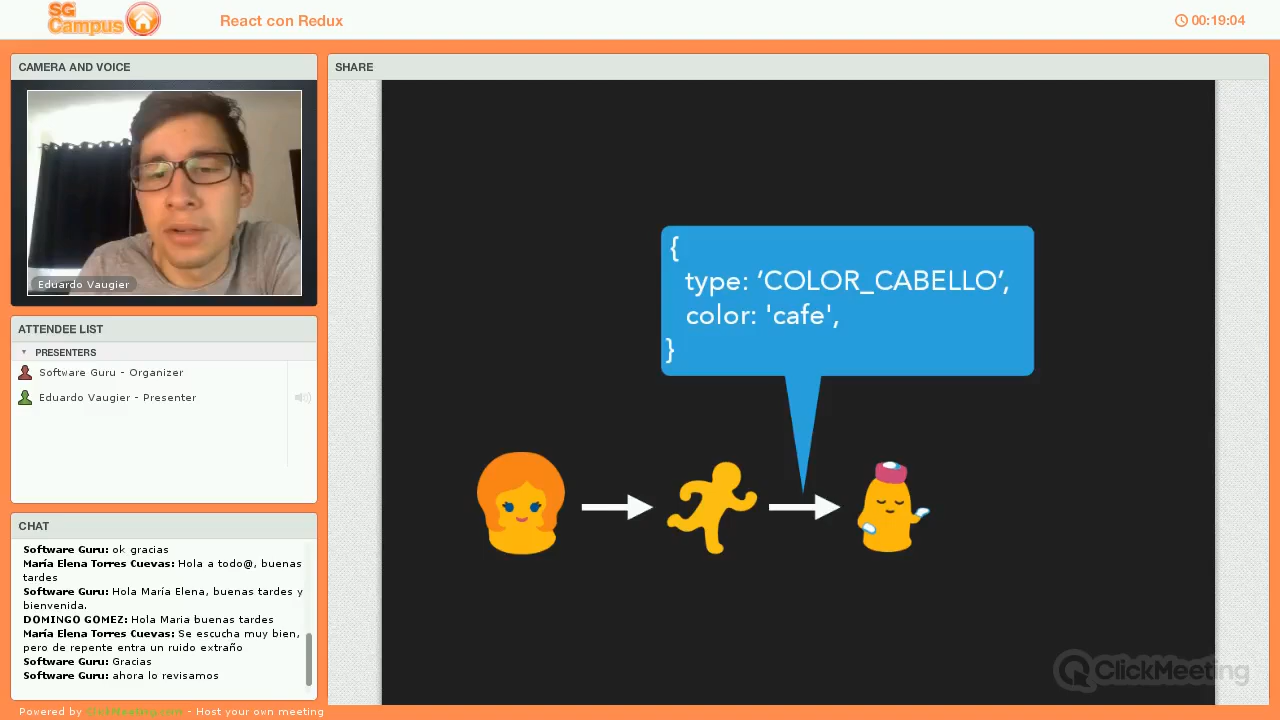 SG
Campus
React con Redux
00:19:04
CAMERA AND VOICE
SHARE
Eduardo Vaugier
ATTENDEE LIST
PRESENTERS
Software Guru - Organizer
Eduardo Vaugier - Presenter
CHAT
Software Guru: ok gracias
María Elena Torres Cuevas: Hola a todo@, buenas
tardes
Software Guru: Hola María Elena, buenas tardes y
bienvenida.
DOMINGO GOMEZ: Hola Maria buenas tardes
María Elena Torres Cuevas: Se escucha muy bien,
pero de repente entra un ruido extraño
Software Guru: Gracias
Software Guru: ahora lo revisamos
{
type: ‘COLOR_CABELLO’,
color: 'cafe',
}
ClickMeeting
Powered by ClickMeeting.com - Host your own meeting